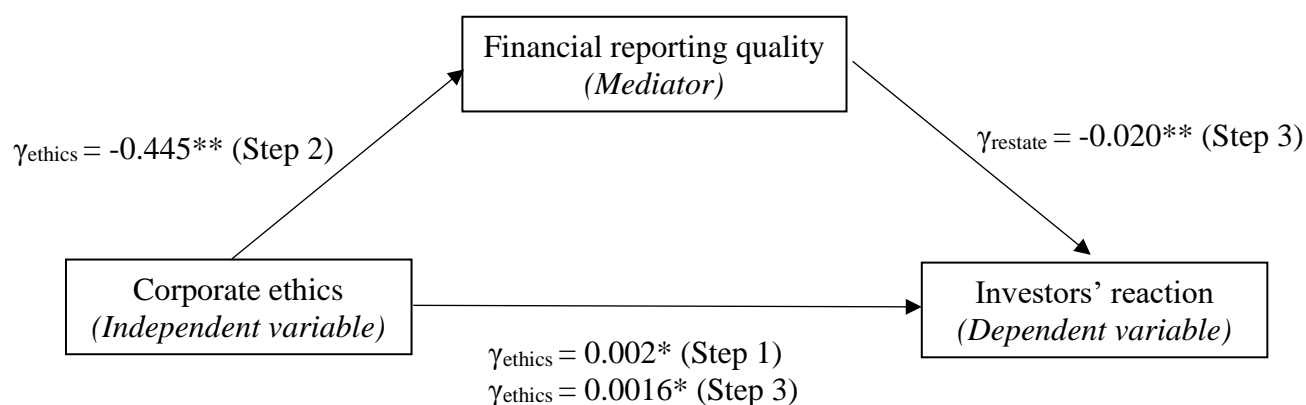 Financial reporting quality
(Mediator)
γethics = -0.445** (Step 2)
γrestate = -0.020** (Step 3)
Corporate ethics
(Independent variable)
Investors’ reaction
(Dependent variable)
γethics = 0.002* (Step 1)
γethics = 0.0016* (Step 3)